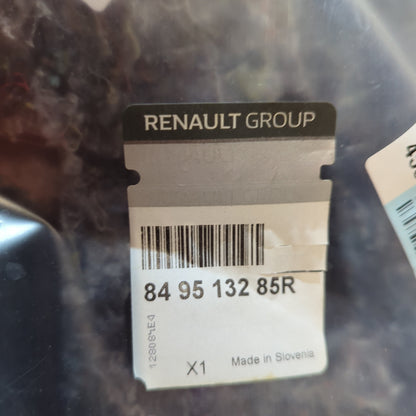 RENAULT GROUP
84 95 132 85R
X1
Made in Slovenia